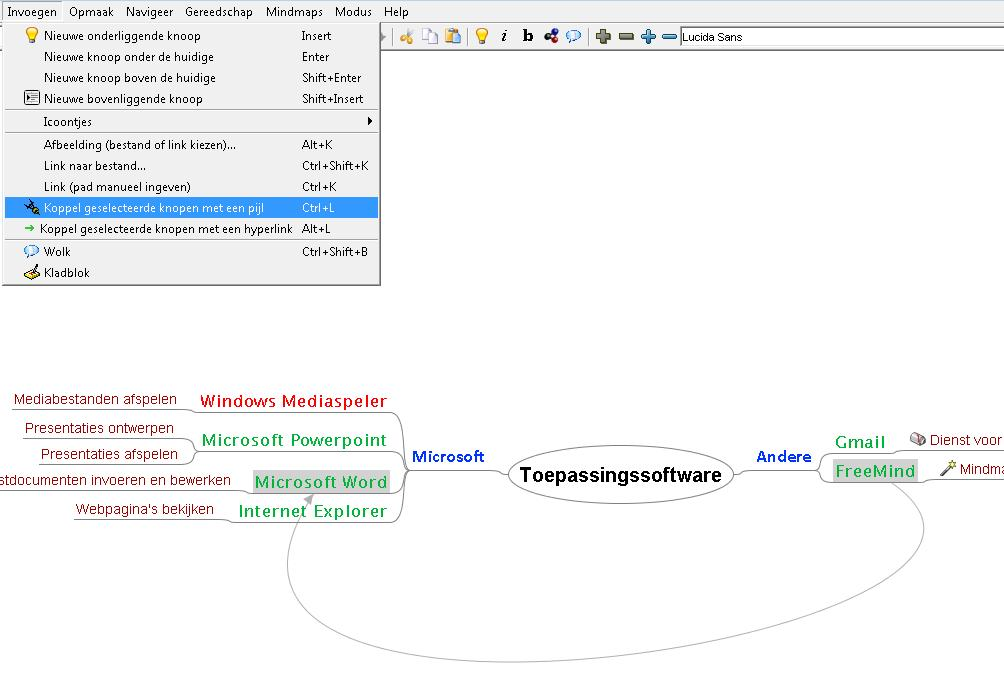 Invoegen Opmaak Navigeer Gereedschap Mindmaps Modus Help
Nieuwe onderliggende knoop Insert
Nieuwe knoop onder de huidige Enter
Nieuwe knoop boven de huidige Shift+Enter
Nieuwe bovenliggende knoop Shift+Insert
Icoontjes
Afbeelding (bestand of link kiezen)... Alt+K
Link naar bestand... Ctrl+Shift+K
Link (pad manueel ingeven) Ctrl+K
Koppel geselecteerde knopen met een pijl Ctrl+L
Koppel geselecteerde knopen met een hyperlink Alt+L
Wolk Ctrl+Shift+B
Kladblok
i b Lucida Sans
Mediabestanden afspelen Windows Mediaspeler
Presentaties ontwerpen
Microsoft Powerpoint
Presentaties afspelen
stdocumenten invoeren en bewerken Microsoft Word
Webpagina's bekijken Internet Explorer
Microsoft
Toepassingssoftware
Andere
Gmail Dienst voor
FreeMind Mindma